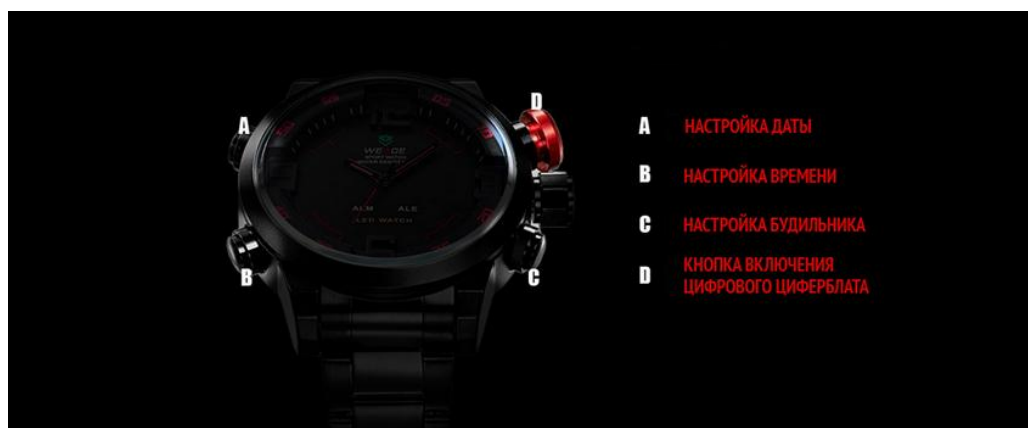 D
A
A НАСТРОЙКА ДАТЫ
WEIDE
B НАСТРОЙКА ВРЕМЕНИ
ALM ALE
LED WATCH
C НАСТРОЙКА БУДИЛЬНИКА
B
C
D КНОПКА ВКЛЮЧЕНИЯ
ЦИФРОВОГО ЦИФЕРБЛАТА